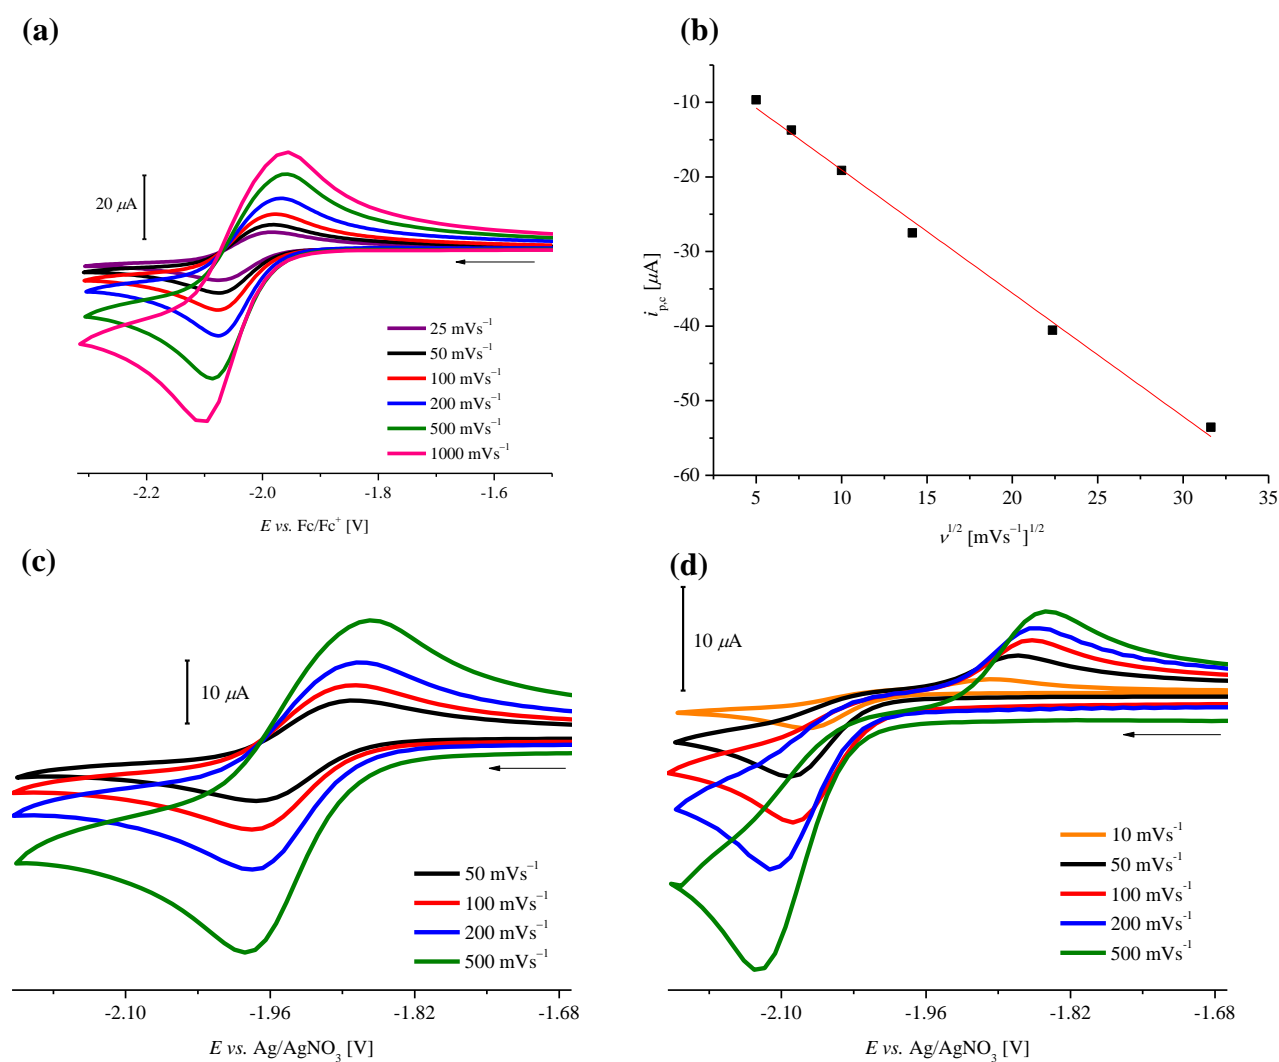 (a)
20 μA
25 mVs⁻¹
50 mVs⁻¹
100 mVs⁻¹
200 mVs⁻¹
500 mVs⁻¹
1000 mVs⁻¹
-2.2 -2.0 -1.8 -1.6
E vs. Fc/Fc⁺ [V]
(b)
-10
-20
-30
-40
-50
-60
i p,c [μA]
5 10 15 20 25 30 35
ν^1/2 [mVs⁻¹]^1/2
(c)
10 μA
50 mVs⁻¹
100 mVs⁻¹
200 mVs⁻¹
500 mVs⁻¹
-2.10 -1.96 -1.82 -1.68
E vs. Ag/AgNO₃ [V]
(d)
10 μA
10 mVs⁻¹
50 mVs⁻¹
100 mVs⁻¹
200 mVs⁻¹
500 mVs⁻¹
-2.10 -1.96 -1.82 -1.68
E vs. Ag/AgNO₃ [V]